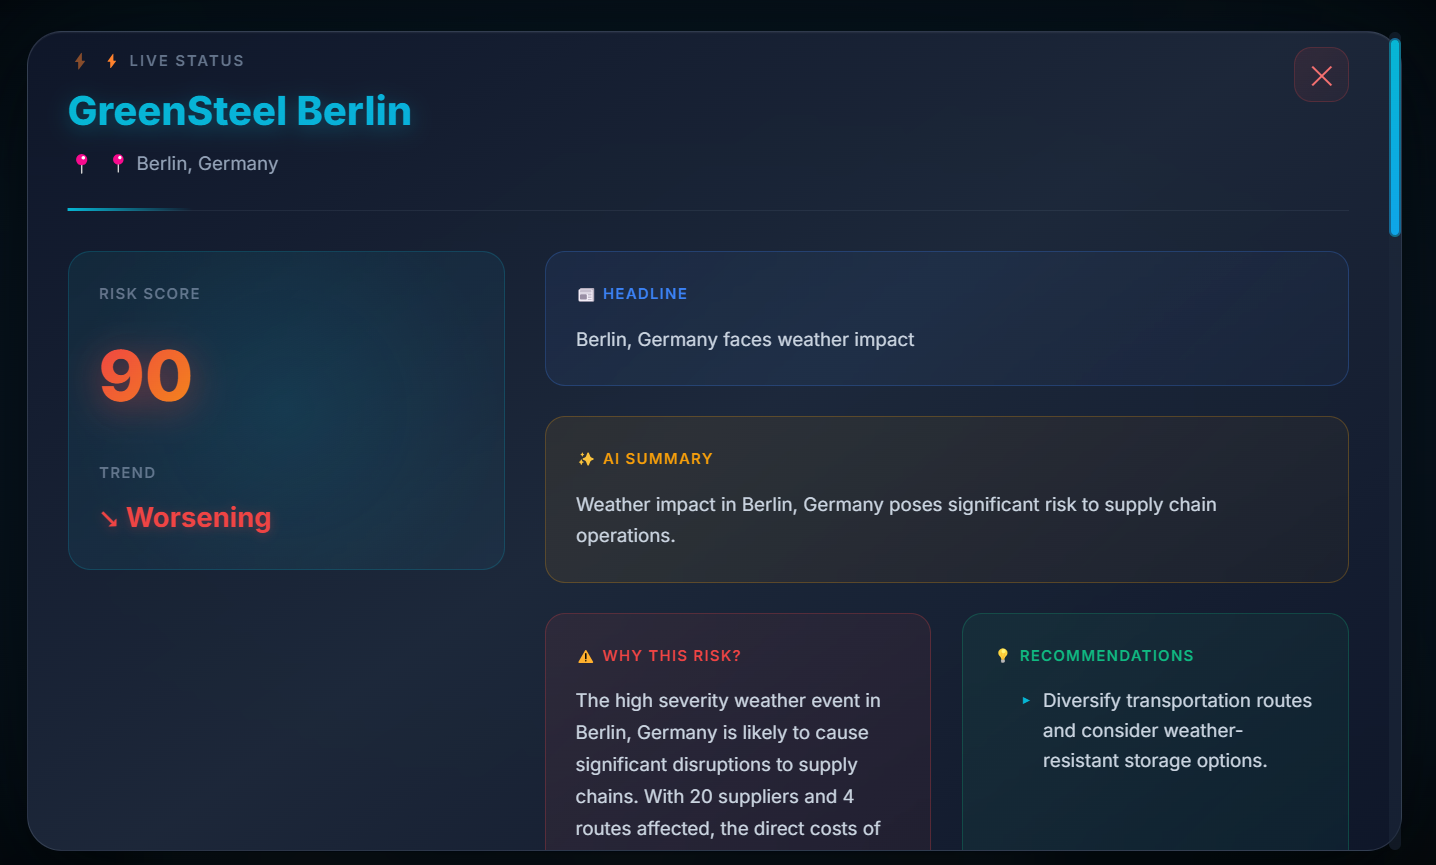 LIVE STATUS
GreenSteel Berlin
Berlin, Germany
RISK SCORE
90
TREND
↘ Worsening
HEADLINE
Berlin, Germany faces weather impact
AI SUMMARY
Weather impact in Berlin, Germany poses significant risk to supply chain
operations.
WHY THIS RISK?
The high severity weather event in
Berlin, Germany is likely to cause
significant disruptions to supply
chains. With 20 suppliers and 4
routes affected, the direct costs of
RECOMMENDATIONS
Diversify transportation routes
and consider weather-
resistant storage options.